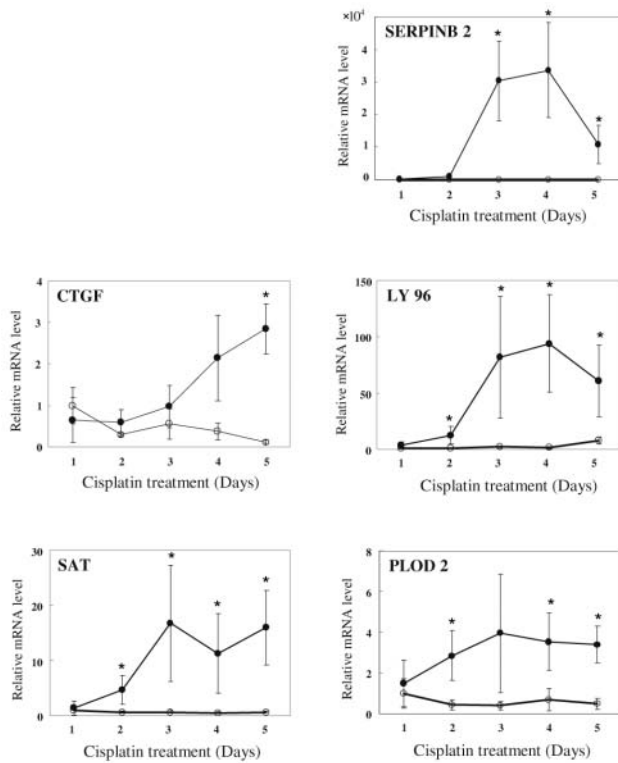 ×10⁴
SERPINB 2
*
*
*
5
4
3
2
1
0
Relative mRNA level
1 2 3 4 5
Cisplatin treatment (Days)
CTGF
*
4
3
2
1
0
Relative mRNA level
1 2 3 4 5
Cisplatin treatment (Days)
LY 96
*
*
*
*
150
100
50
0
Relative mRNA level
1 2 3 4 5
Cisplatin treatment (Days)
SAT
*
*
*
*
30
20
10
0
Relative mRNA level
1 2 3 4 5
Cisplatin treatment (Days)
PLOD 2
*
*
*
8
6
4
2
0
Relative mRNA level
1 2 3 4 5
Cisplatin treatment (Days)